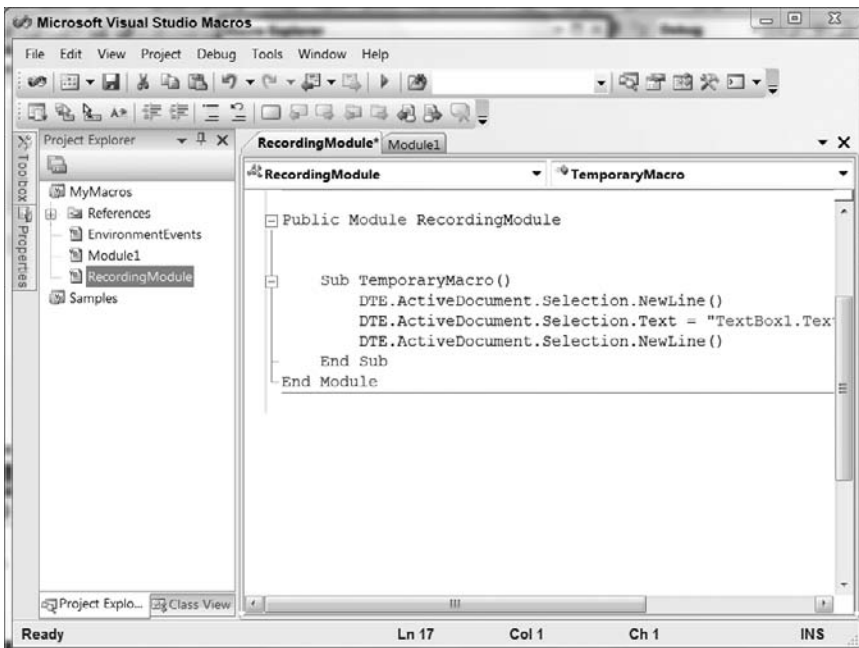 Microsoft Visual Studio Macros
File Edit View Project Debug Tools Window Help
Project Explorer
Toolbox
Properties
MyMacros
References
EnvironmentEvents
Module1
RecordingModule
Samples
Project Explo... Class View
RecordingModule* Module1
RecordingModule TemporaryMacro
Public Module RecordingModule
Sub TemporaryMacro()
DTE.ActiveDocument.Selection.NewLine()
DTE.ActiveDocument.Selection.Text = "TextBox1.Tex
DTE.ActiveDocument.Selection.NewLine()
End Sub
End Module
Ready Ln 17 Col 1 Ch 1 INS